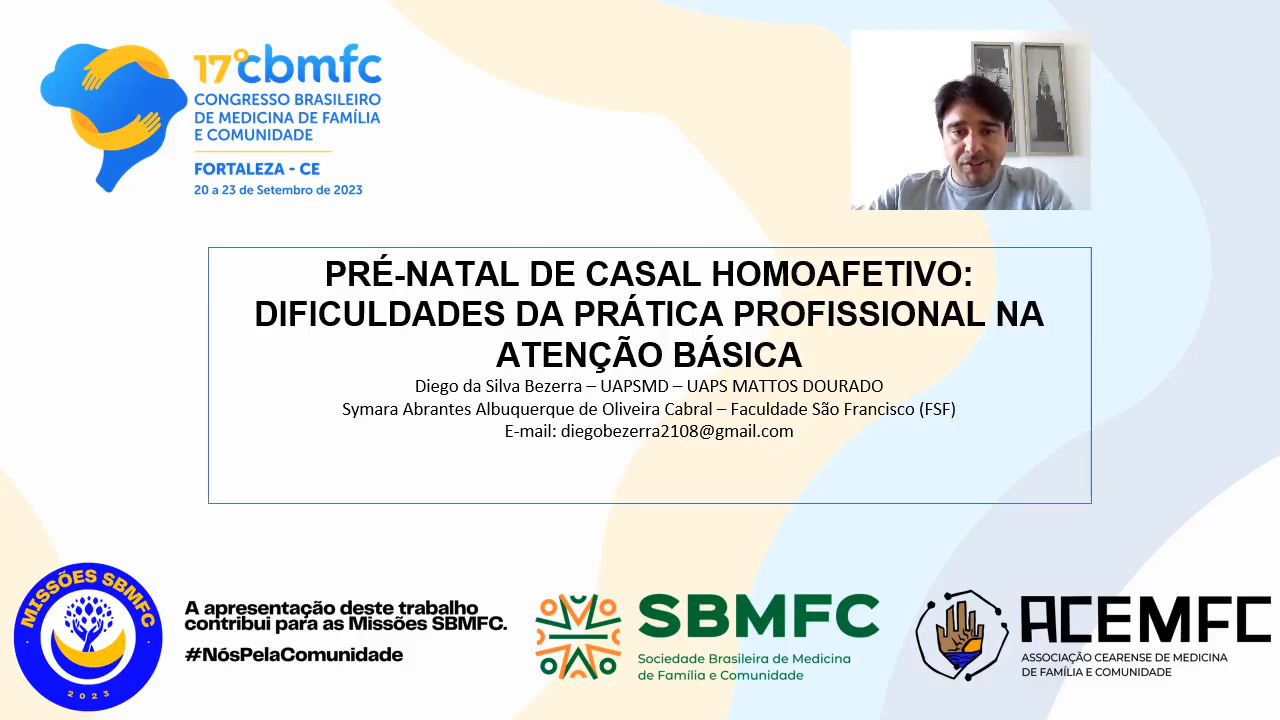 17º cbmfc
CONGRESSO BRASILEIRO
DE MEDICINA DE FAMÍLIA
E COMUNIDADE
FORTALEZA - CE
20 a 23 de Setembro de 2023
PRÉ-NATAL DE CASAL HOMOAFETIVO:
DIFICULDADES DA PRÁTICA PROFISSIONAL NA
ATENÇÃO BÁSICA
Diego da Silva Bezerra – UAPSMD – UAPS MATTOS DOURADO
Symara Abrantes Albuquerque de Oliveira Cabral – Faculdade São Francisco (FSF)
E-mail: diegobezerra2108@gmail.com
MISSÕES SBMFC
2023
A apresentação deste trabalho
contribui para as Missões SBMFC.
#NósPelaComunidade
SBMFC
Sociedade Brasileira de Medicina
de Família e Comunidade
ACEMFC
ASSOCIAÇÃO CEARENSE DE MEDICINA
DE FAMÍLIA E COMUNIDADE